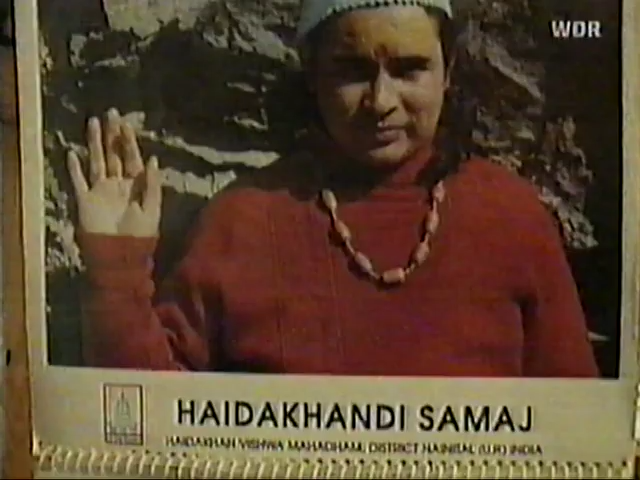 WDR
HAIDAKHANDI SAMAJ
HAIDAKHAN VISHWA MAHADHAM, DISTRICT NAINITAL (U.P.) INDIA